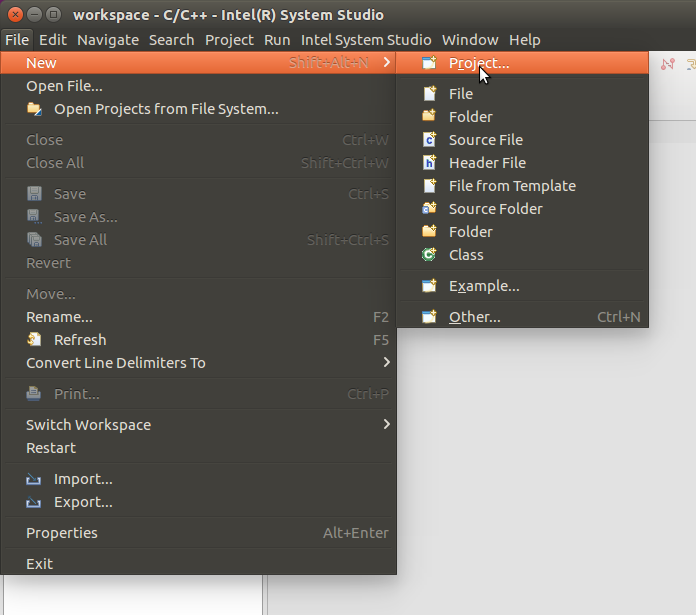 workspace - C/C++ - Intel(R) System Studio
File Edit Navigate Search Project Run Intel System Studio Window Help
New Shift+Alt+N
Open File...
Open Projects from File System...
Close Ctrl+W
Close All Shift+Ctrl+W
Save Ctrl+S
Save As...
Save All Shift+Ctrl+S
Revert
Move...
Rename... F2
Refresh F5
Convert Line Delimiters To
Print... Ctrl+P
Switch Workspace
Restart
Import...
Export...
Properties Alt+Enter
Exit
Project...
File
Folder
Source File
Header File
File from Template
Source Folder
Folder
Class
Example...
Other... Ctrl+N